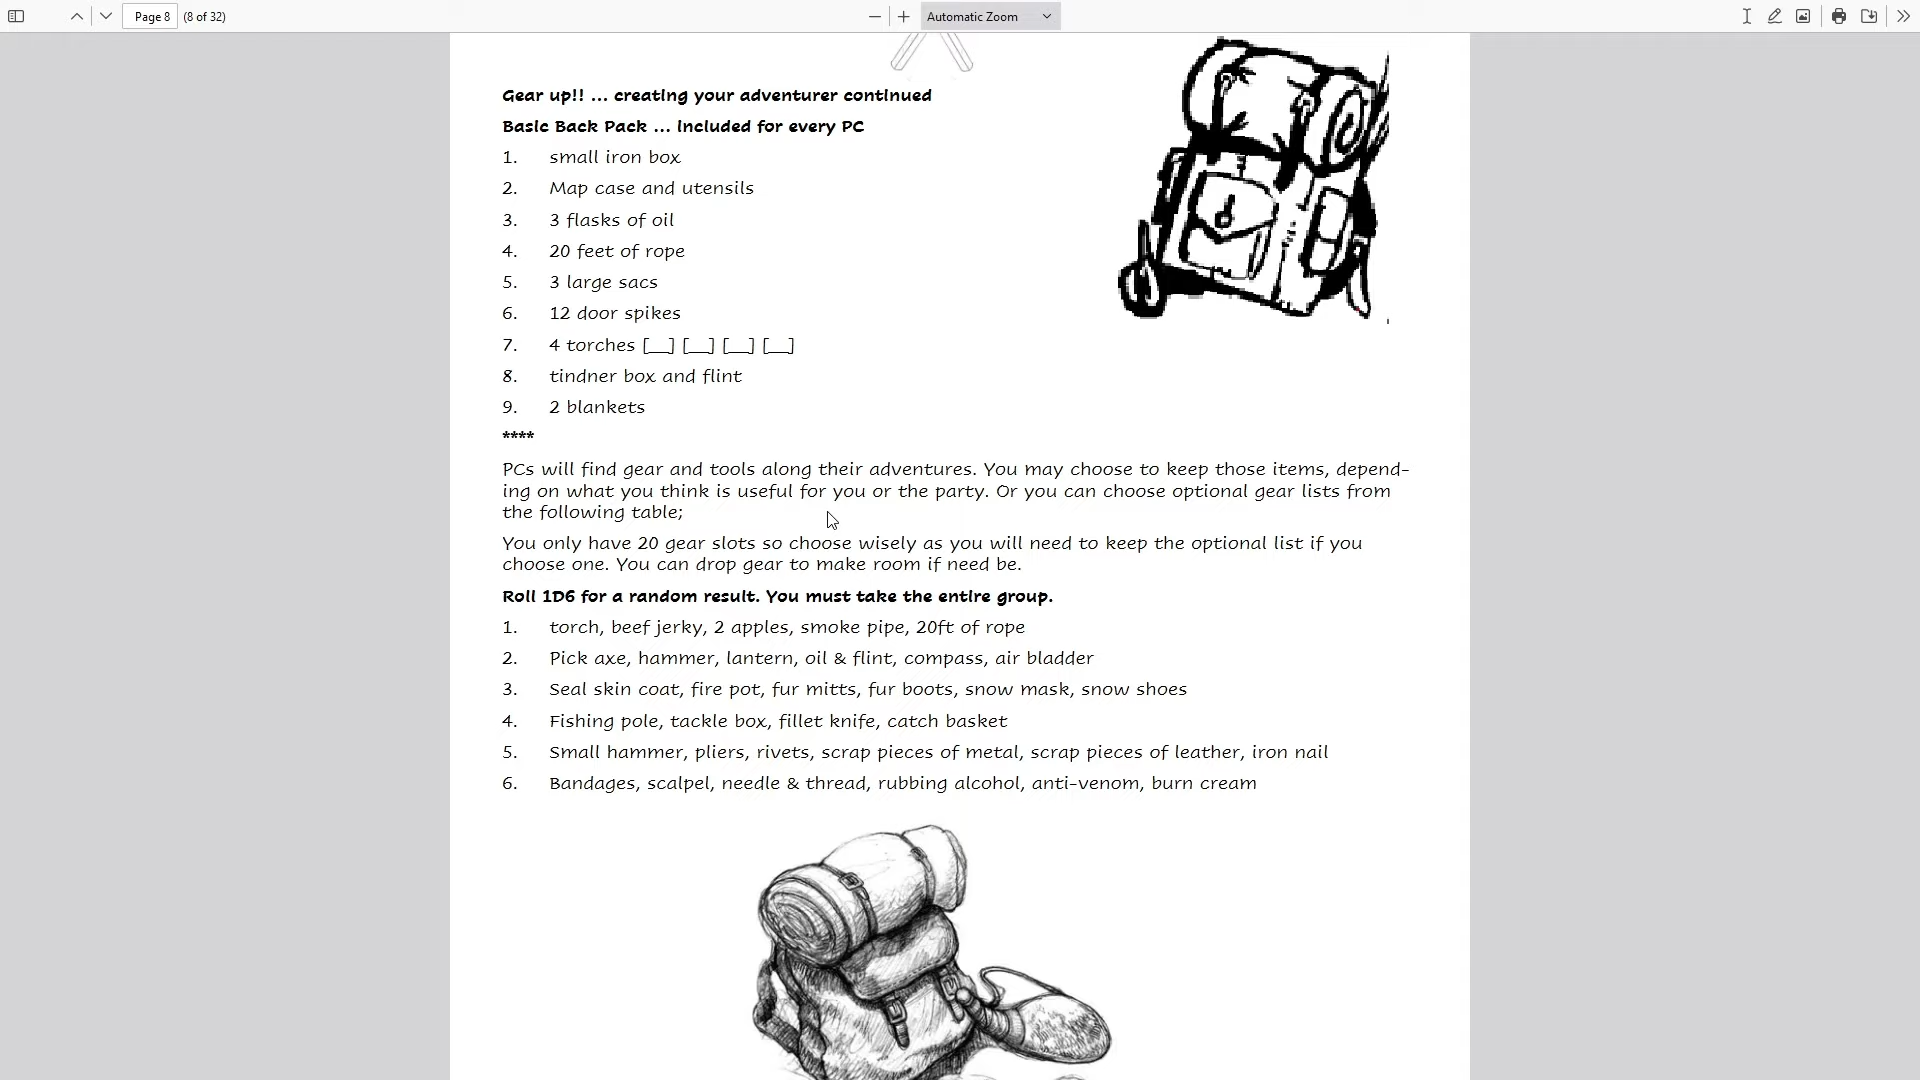 Page 8
(8 of 32)
Automatic Zoom
Gear up!! ... creating your adventurer continued
Basic Back Pack ... included for every PC
1. small iron box
2. Map case and utensils
3. 3 flasks of oil
4. 20 feet of rope
5. 3 large sacs
6. 12 door spikes
7. 4 torches [__] [__] [__] [__]
8. tindner box and flint
9. 2 blankets
****
PCs will find gear and tools along their adventures. You may choose to keep those items, depend-
ing on what you think is useful for you or the party. Or you can choose optional gear lists from
the following table;
You only have 20 gear slots so choose wisely as you will need to keep the optional list if you
choose one. You can drop gear to make room if need be.
Roll 1D6 for a random result. You must take the entire group.
1. torch, beef jerky, 2 apples, smoke pipe, 20ft of rope
2. Pick axe, hammer, lantern, oil & flint, compass, air bladder
3. Seal skin coat, fire pot, fur mitts, fur boots, snow mask, snow shoes
4. Fishing pole, tackle box, fillet knife, catch basket
5. Small hammer, pliers, rivets, scrap pieces of metal, scrap pieces of leather, iron nail
6. Bandages, scalpel, needle & thread, rubbing alcohol, anti-venom, burn cream